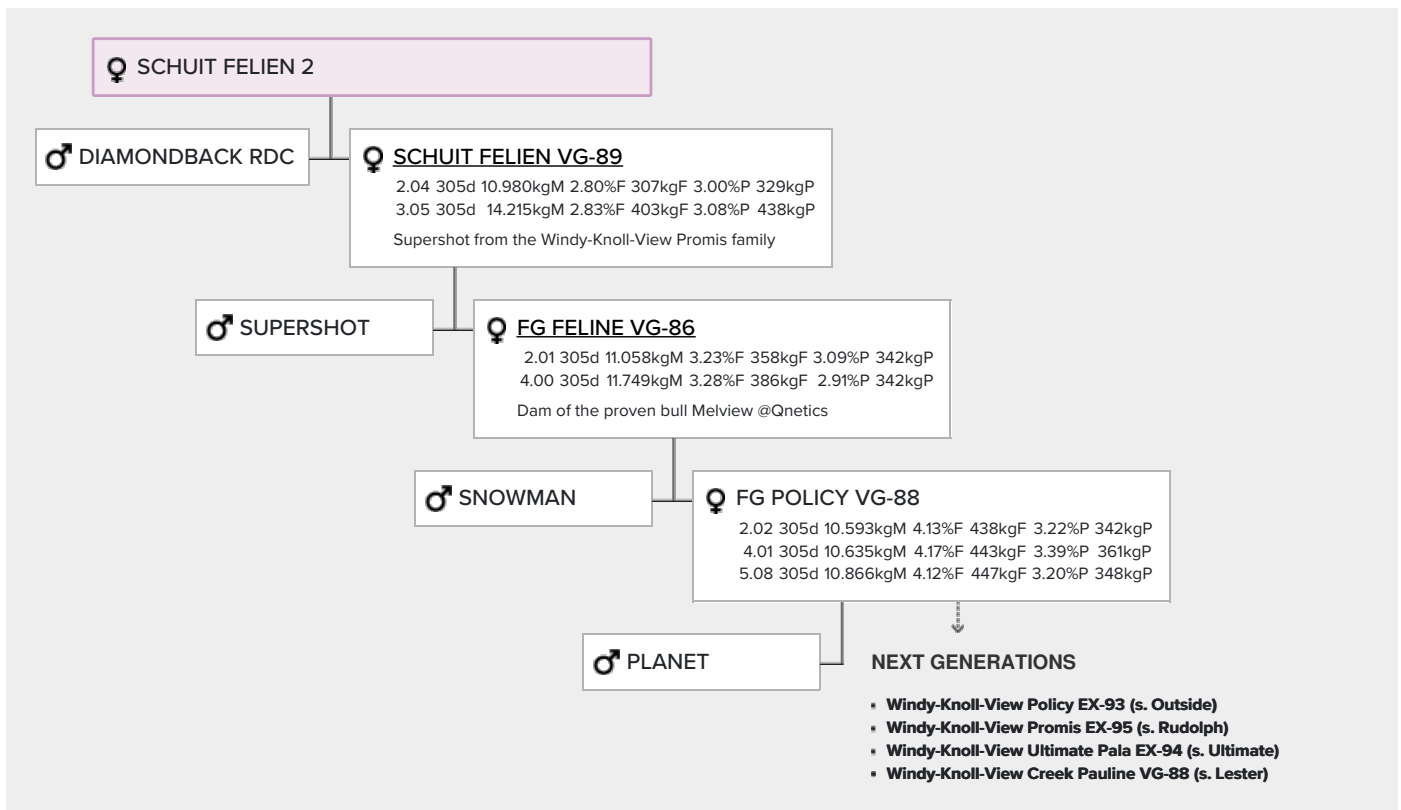 SCHUIT FELIEN 2
DIAMONDBACK RDC
SCHUIT FELIEN VG-89
2.04 305d 10.980kgM 2.80%F 307kgF 3.00%P 329kgP
3.05 305d 14.215kgM 2.83%F 403kgF 3.08%P 438kgP
Supershot from the Windy-Knoll-View Promis family
SUPERSHOT
FG FELINE VG-86
2.01 305d 11.058kgM 3.23%F 358kgF 3.09%P 342kgP
4.00 305d 11.749kgM 3.28%F 386kgF 2.91%P 342kgP
Dam of the proven bull Melview @Qnetics
SNOWMAN
FG POLICY VG-88
2.02 305d 10.593kgM 4.13%F 438kgF 3.22%P 342kgP
4.01 305d 10.635kgM 4.17%F 443kgF 3.39%P 361kgP
5.08 305d 10.866kgM 4.12%F 447kgF 3.20%P 348kgP
PLANET
NEXT GENERATIONS
• Windy-Knoll-View Policy EX-93 (s. Outside)
• Windy-Knoll-View Promis EX-95 (s. Rudolph)
• Windy-Knoll-View Ultimate Pala EX-94 (s. Ultimate)
• Windy-Knoll-View Creek Pauline VG-88 (s. Lester)